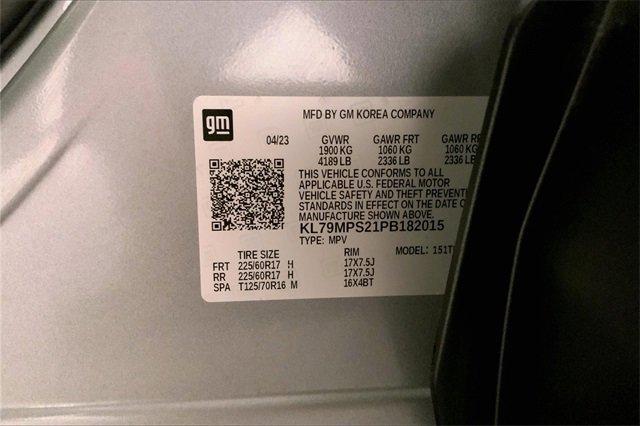 gm
MFD BY GM KOREA COMPANY
04/23 GVWR GAWR FRT GAWR
1900 KG 1060 KG 1060 KG
4189 LB 2336 LB 2336 LB
THIS VEHICLE CONFORMS TO ALL
APPLICABLE U.S. FEDERAL MOTOR
VEHICLE SAFETY AND THEFT
STANDARDS IN EFFECT ON THE DATE
MANUFACTURE SHOWN ABOVE.
KL79MPS21PB182015
TYPE: MPV MODEL:
TIRE SIZE RIM
FRT 225/60R17 H 17X7.5J
RR 225/60R17 H 17X7.5J
SPA T125/70R16 M 16X4BT